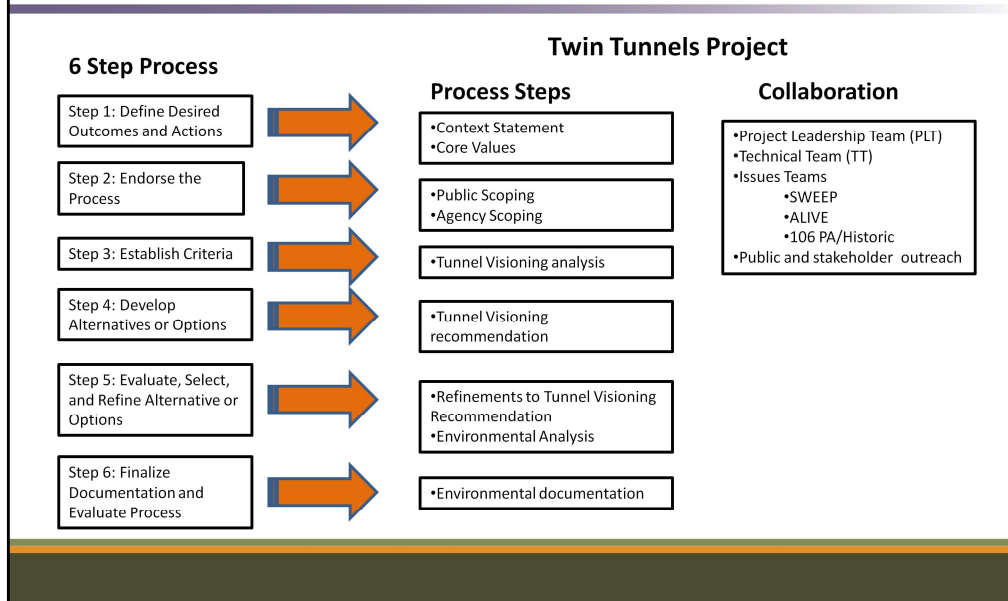 Twin Tunnels Project
6 Step Process
Step 1: Define Desired
Outcomes and Actions
Step 2: Endorse the
Process
Step 3: Establish Criteria
Step 4: Develop
Alternatives or Options
Step 5: Evaluate, Select,
and Refine Alternative or
Options
Step 6: Finalize
Documentation and
Evaluate Process
Process Steps
•Context Statement
•Core Values
•Public Scoping
•Agency Scoping
•Tunnel Visioning analysis
•Tunnel Visioning
recommendation
•Refinements to Tunnel Visioning
Recommendation
•Environmental Analysis
•Environmental documentation
Collaboration
•Project Leadership Team (PLT)
•Technical Team (TT)
•Issues Teams
•SWEEP
•ALIVE
•106 PA/Historic
•Public and stakeholder outreach